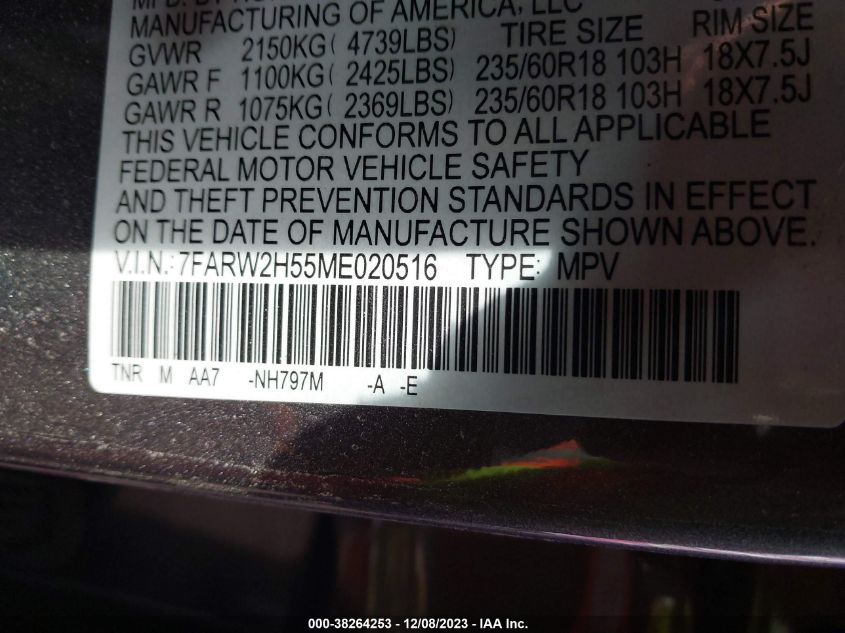 MANUFACTURING OF AMERICA, LLC
GVWR 2150KG( 4739LBS) TIRE SIZE RIM SIZE
GAWR F 1100KG( 2425LBS) 235/60R18 103H 18X7.5J
GAWR R 1075KG( 2369LBS) 235/60R18 103H 18X7.5J
THIS VEHICLE CONFORMS TO ALL APPLICABLE
FEDERAL MOTOR VEHICLE SAFETY
AND THEFT PREVENTION STANDARDS IN EFFECT
ON THE DATE OF MANUFACTURE SHOWN ABOVE.
V.I.N.: 7FARW2H55ME020516 TYPE: MPV
TNR M AA7 -NH797M -A -E
000-38264253 - 12/08/2023 - IAA Inc.